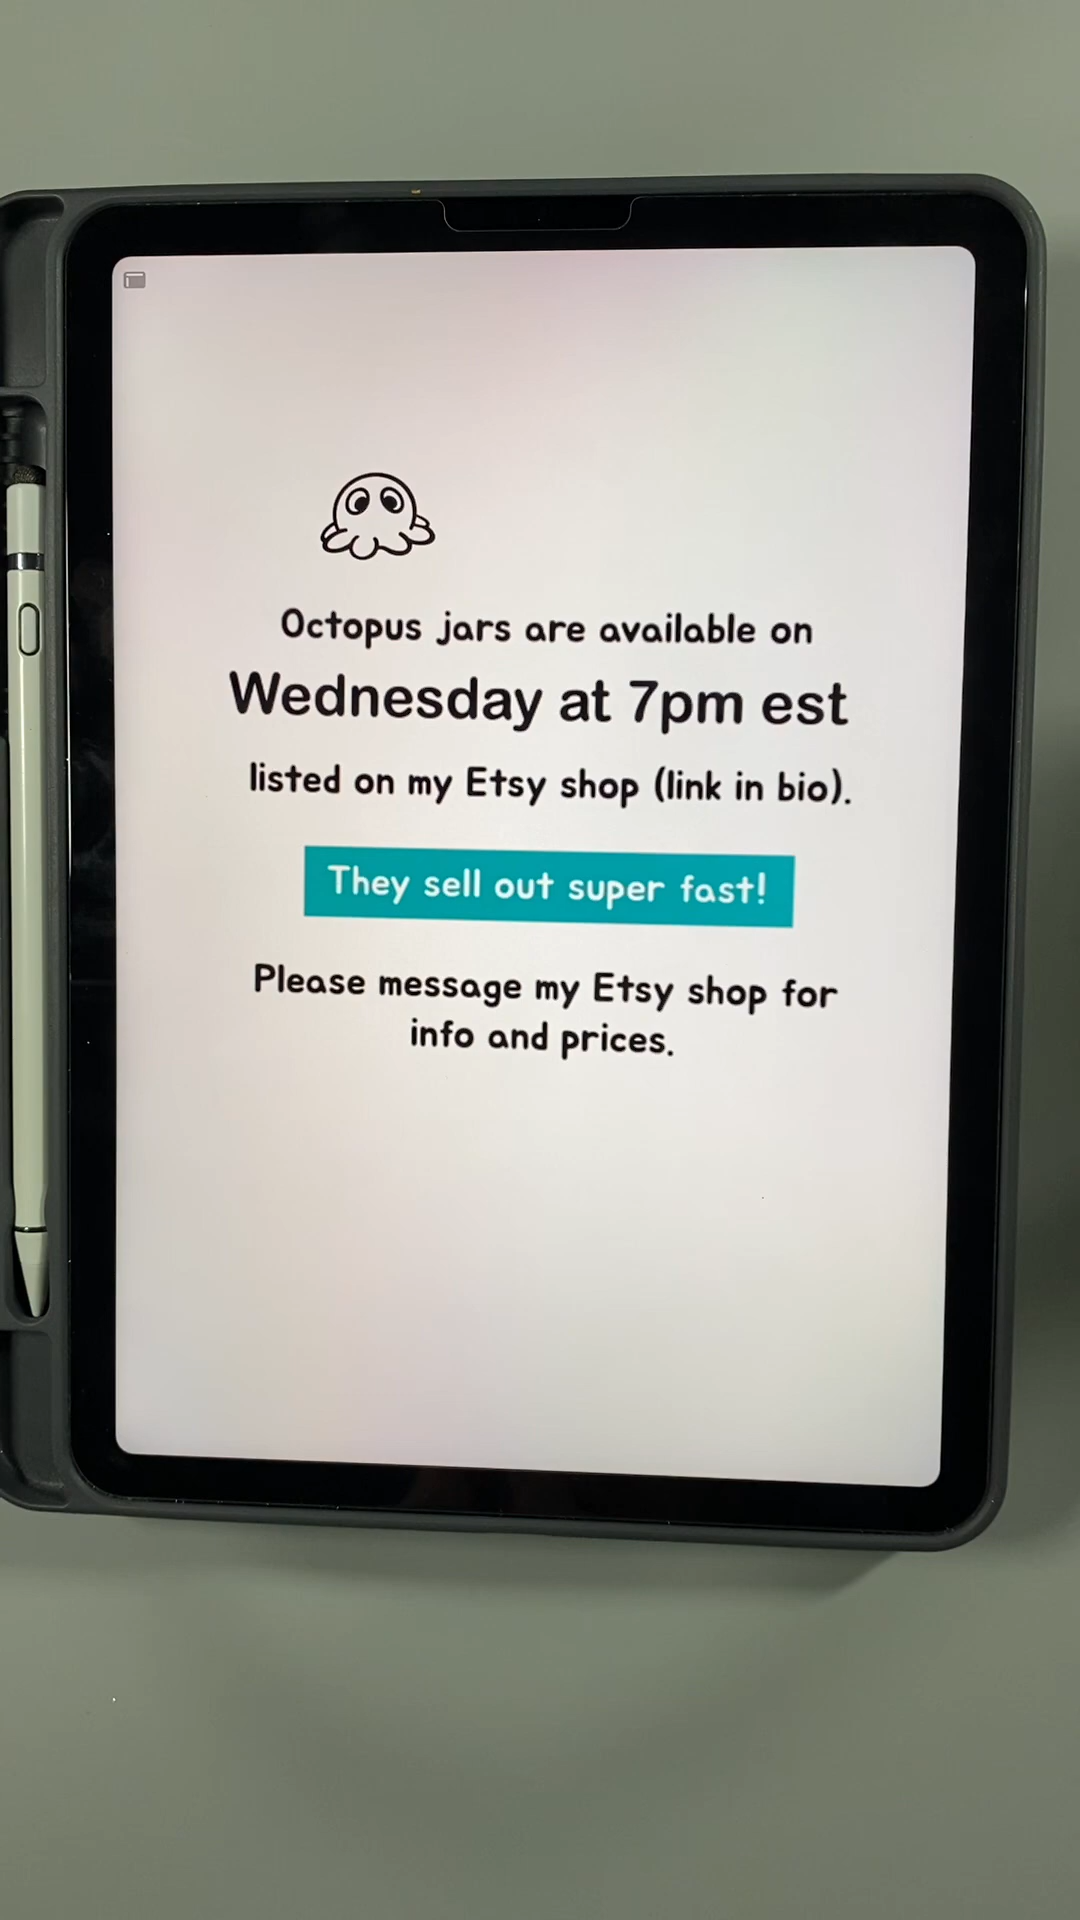 Octopus jars are available on
Wednesday at 7pm est
listed on my Etsy shop (link in bio).
They sell out super fast!
Please message my Etsy shop for
info and prices.